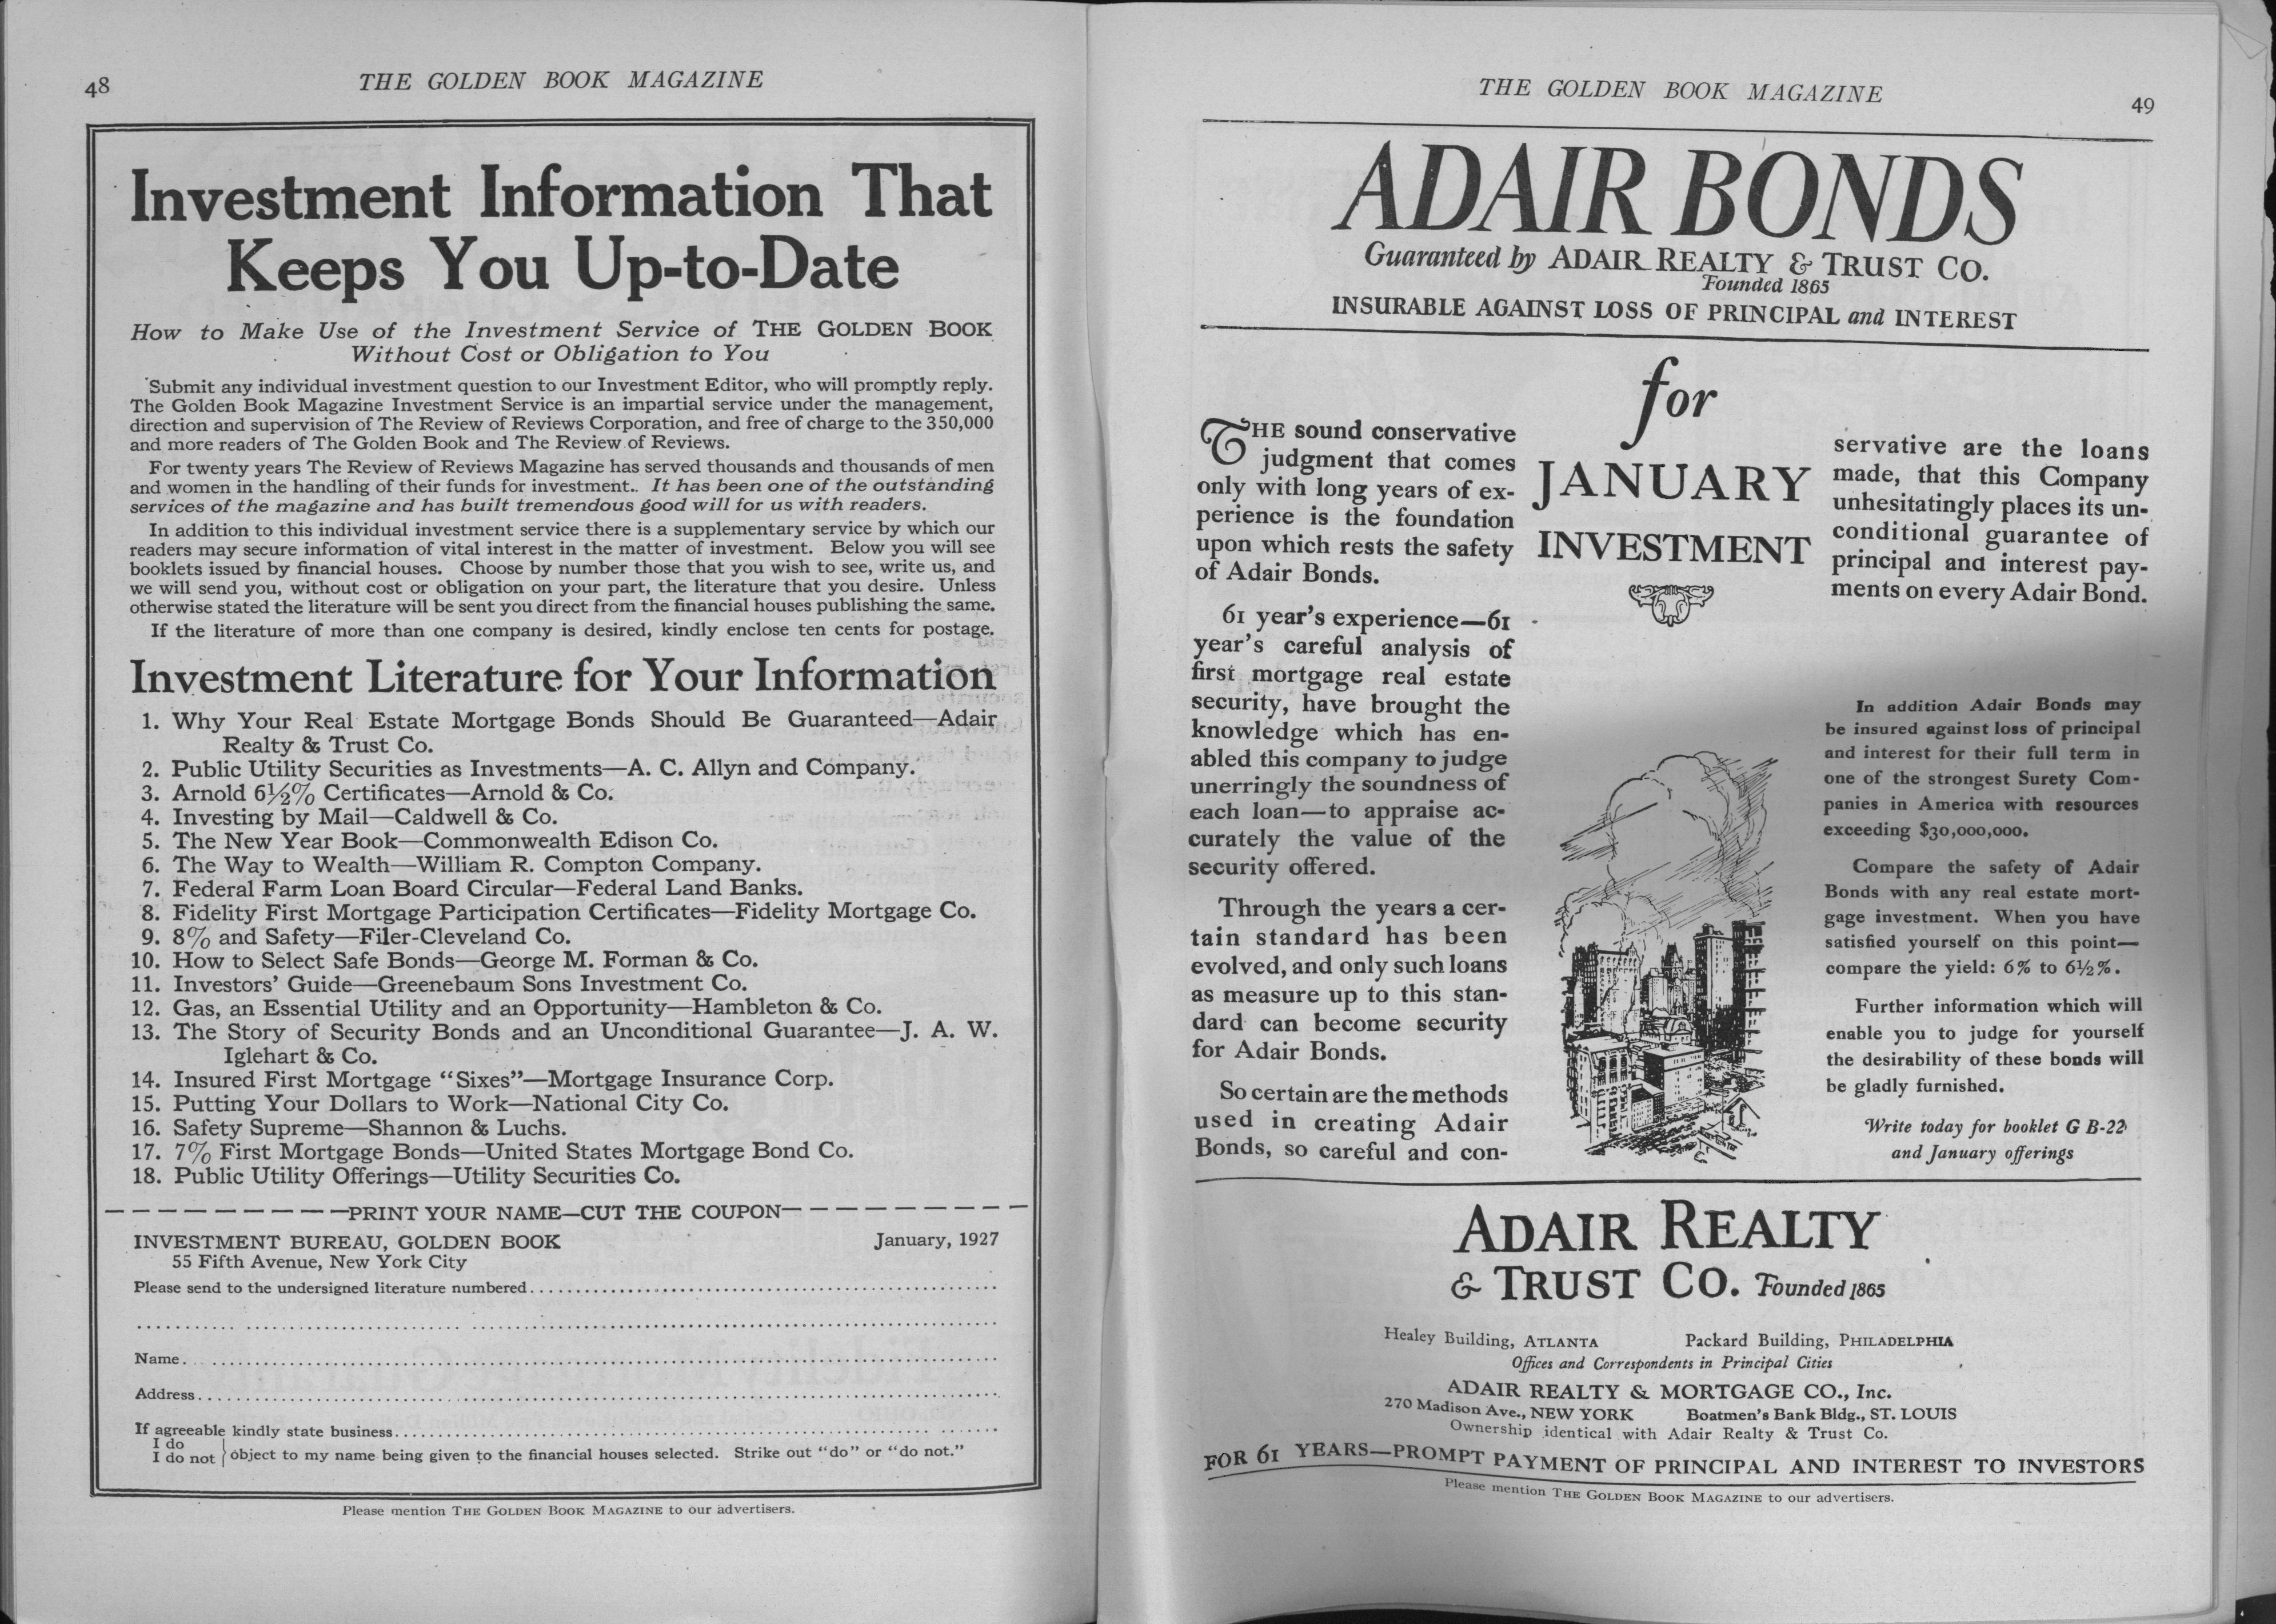 48
THE GOLDEN BOOK MAGAZINE
Investment Information That
Keeps You Up-to-Date
How to Make Use of the Investment Service of THE GOLDEN BOOK
Without Cost or Obligation to You
Submit any individual investment question to our Investment Editor, who will promptly reply.
The Golden Book Magazine Investment Service is an impartial service under the management,
direction and supervision of The Review of Reviews Corporation, and free of charge to the 350,000
and more readers of The Golden Book and The Review of Reviews.
For twenty years The Review of Reviews Magazine has served thousands and thousands of men
and women in the handling of their funds for investment.. It has been one of the outstanding
services of the magazine and has built tremendous good will for us with readers.
In addition to this individual investment service there is a supplementary service by which our
readers may secure information of vital interest in the matter of investment. Below you will see
booklets issued by financial houses. Choose by number those that you wish to see, write us, and
we will send you, without cost or obligation on your part, the literature that you desire. Unless
otherwise stated the literature will be sent you direct from the financial houses publishing the same.
If the literature of more than one company is desired, kindly enclose ten cents for postage.
Investment Literature for Your Information
1. Why Your Real Estate Mortgage Bonds Should Be Guaranteed—Adair
Realty & Trust Co.
2. Public Utility Securities as Investments—A. C. Allyn and Company.
3. Arnold 6½% Certificates—Arnold & Co.
4. Investing by Mail—Caldwell & Co.
5. The New Year Book—Commonwealth Edison Co.
6. The Way to Wealth—William R. Compton Company.
7. Federal Farm Loan Board Circular—Federal Land Banks.
8. Fidelity First Mortgage Participation Certificates—Fidelity Mortgage Co.
9. 8% and Safety—Filer-Cleveland Co.
10. How to Select Safe Bonds—George M. Forman & Co.
11. Investors' Guide—Greenebaum Sons Investment Co.
12. Gas, an Essential Utility and an Opportunity—Hambleton & Co.
13. The Story of Security Bonds and an Unconditional Guarantee—J. A. W.
Iglehart & Co.
14. Insured First Mortgage "Sixes"—Mortgage Insurance Corp.
15. Putting Your Dollars to Work—National City Co.
16. Safety Supreme—Shannon & Luchs.
17. 7% First Mortgage Bonds—United States Mortgage Bond Co.
18. Public Utility Offerings—Utility Securities Co.
PRINT YOUR NAME—CUT THE COUPON
INVESTMENT BUREAU, GOLDEN BOOK January, 1927
55 Fifth Avenue, New York City
Please send to the undersigned literature numbered
Name
Address
If agreeable kindly state business
I do
I do not } object to my name being given to the financial houses selected. Strike out "do" or "do not."
Please mention THE GOLDEN BOOK MAGAZINE to our advertisers.
THE GOLDEN BOOK MAGAZINE
49
ADAIR BONDS
Guaranteed by ADAIR REALTY & TRUST CO.
Founded 1865
INSURABLE AGAINST LOSS OF PRINCIPAL and INTEREST
for
JANUARY
INVESTMENT
THE sound conservative
judgment that comes
only with long years of ex-
perience is the foundation
upon which rests the safety
of Adair Bonds.
61 year's experience—61
year's careful analysis of
first mortgage real estate
security, have brought the
knowledge which has en-
abled this company to judge
unerringly the soundness of
each loan—to appraise ac-
curately the value of the
security offered.
Through the years a cer-
tain standard has been
evolved, and only such loans
as measure up to this stan-
dard can become security
for Adair Bonds.
So certain are the methods
used in creating Adair
Bonds, so careful and con-
servative are the loans
made, that this Company
unhesitatingly places its un-
conditional guarantee of
principal and interest pay-
ments on every Adair Bond.
In addition Adair Bonds may
be insured against loss of principal
and interest for their full term in
one of the strongest Surety Com-
panies in America with resources
exceeding $30,000,000.
Compare the safety of Adair
Bonds with any real estate mort-
gage investment. When you have
satisfied yourself on this point—
compare the yield: 6% to 6½%.
Further information which will
enable you to judge for yourself
the desirability of these bonds will
be gladly furnished.
Write today for booklet G B-22
and January offerings
ADAIR REALTY
& TRUST CO. Founded 1865
Healey Building, ATLANTA Packard Building, PHILADELPHIA
Offices and Correspondents in Principal Cities
ADAIR REALTY & MORTGAGE CO., Inc.
270 Madison Ave., NEW YORK Boatmen's Bank Bldg., ST. LOUIS
Ownership identical with Adair Realty & Trust Co.
FOR 61 YEARS—PROMPT PAYMENT OF PRINCIPAL AND INTEREST TO INVESTORS
Please mention THE GOLDEN BOOK MAGAZINE to our advertisers.